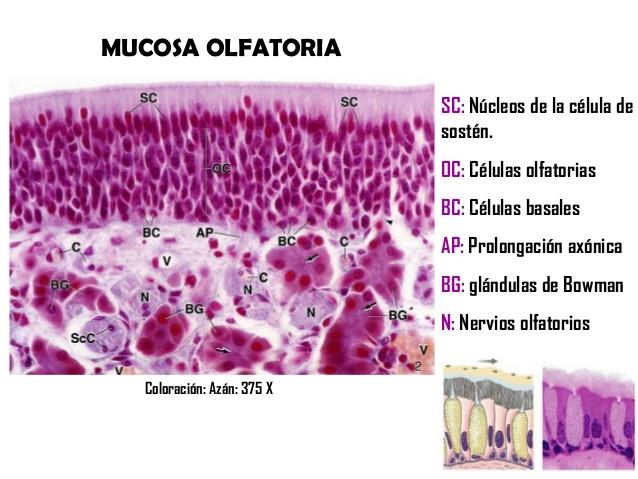 MUCOSA OLFATORIA
SC
SC
OC
BC
AP
BC
C
C
V
BG
C
N
N
BG
N
BG
ScC
V
V
2
SC: Núcleos de la célula de
sostén.
OC: Células olfatorias
BC: Células basales
AP: Prolongación axónica
BG: glándulas de Bowman
N: Nervios olfatorios
Coloración: Azán: 375 X